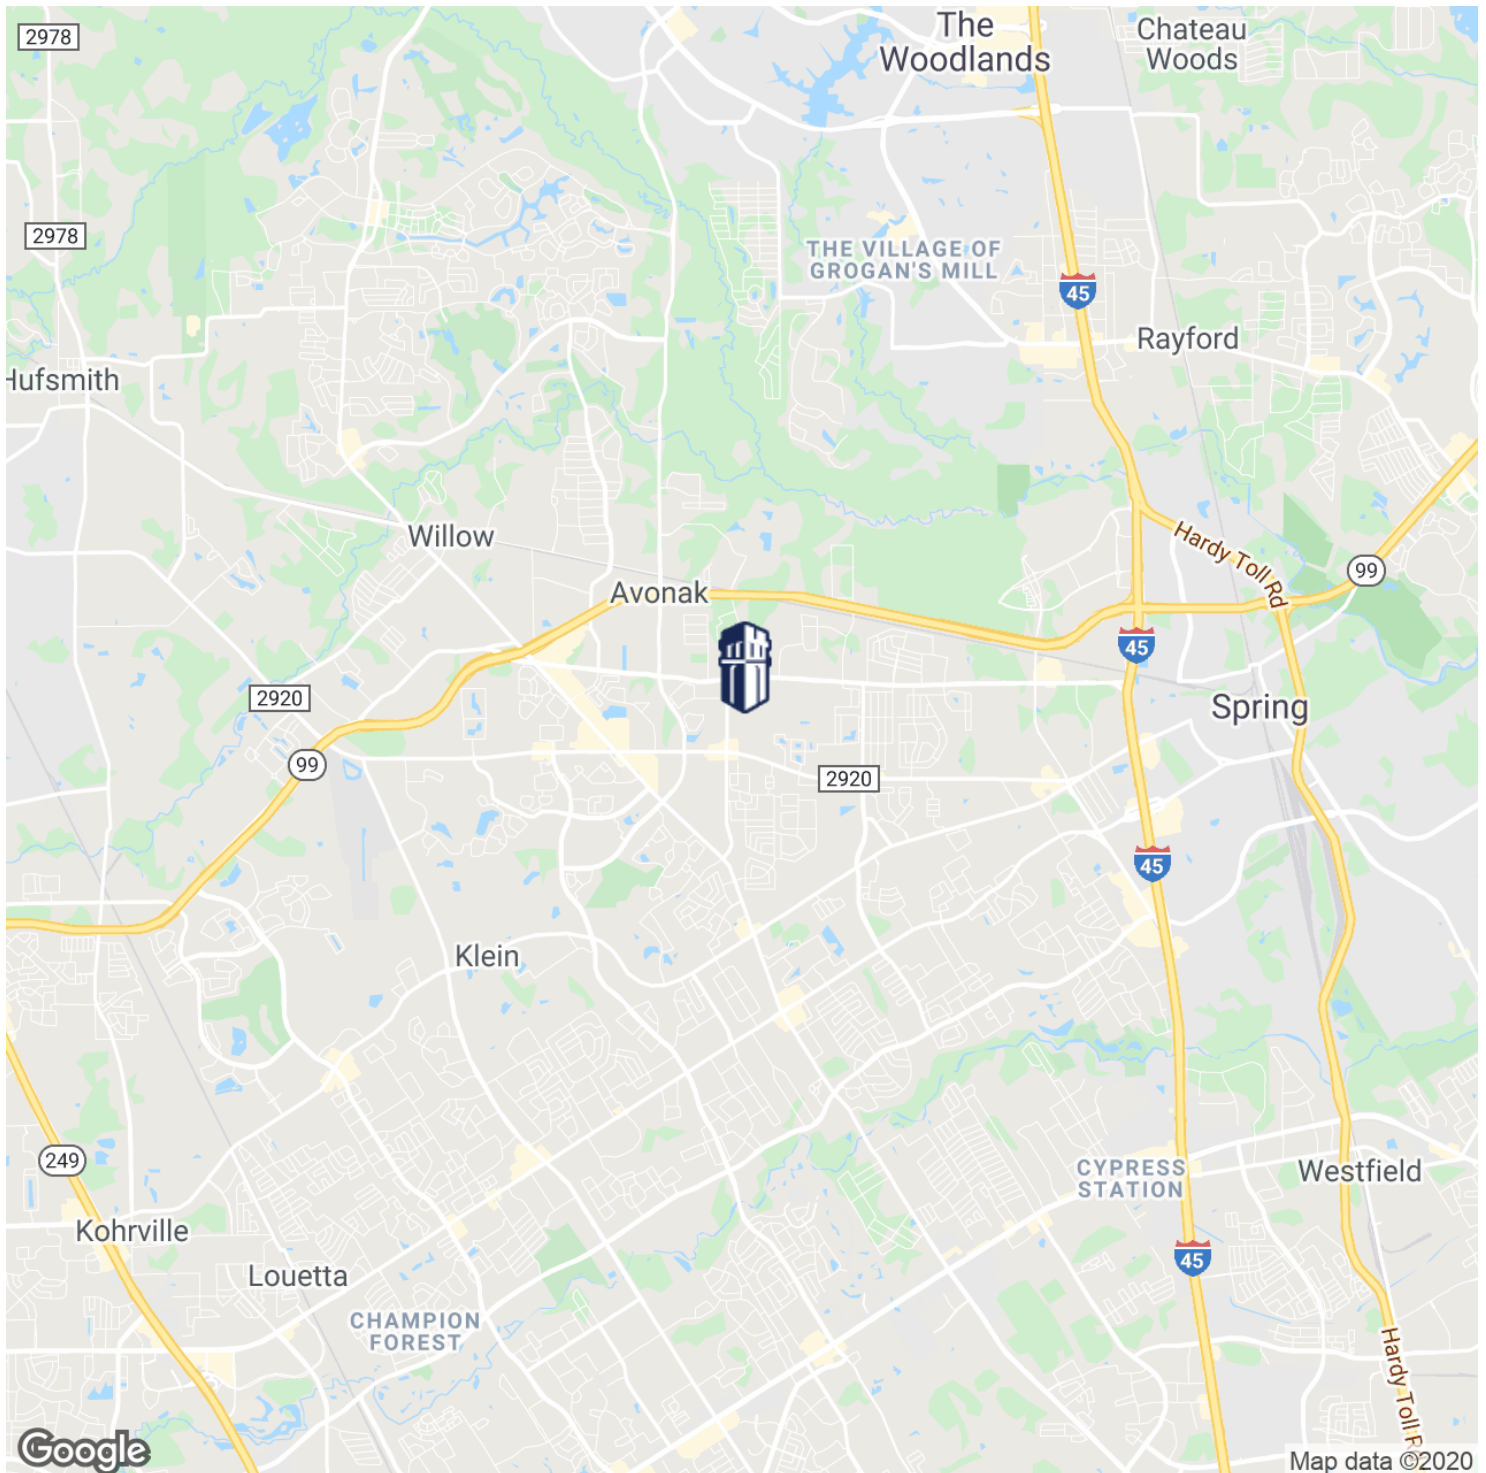 2978
The
Woodlands
Chateau
Woods
2978
THE VILLAGE OF
GROGAN'S MILL
45
Rayford
Hufsmith
Willow
Hardy Toll Rd
99
Avonak
45
2920
Spring
99
2920
45
Klein
249
CYPRESS
STATION
Westfield
Kohrville
45
Louetta
CHAMPION
FOREST
Hardy Toll R
Google
Map data ©2020